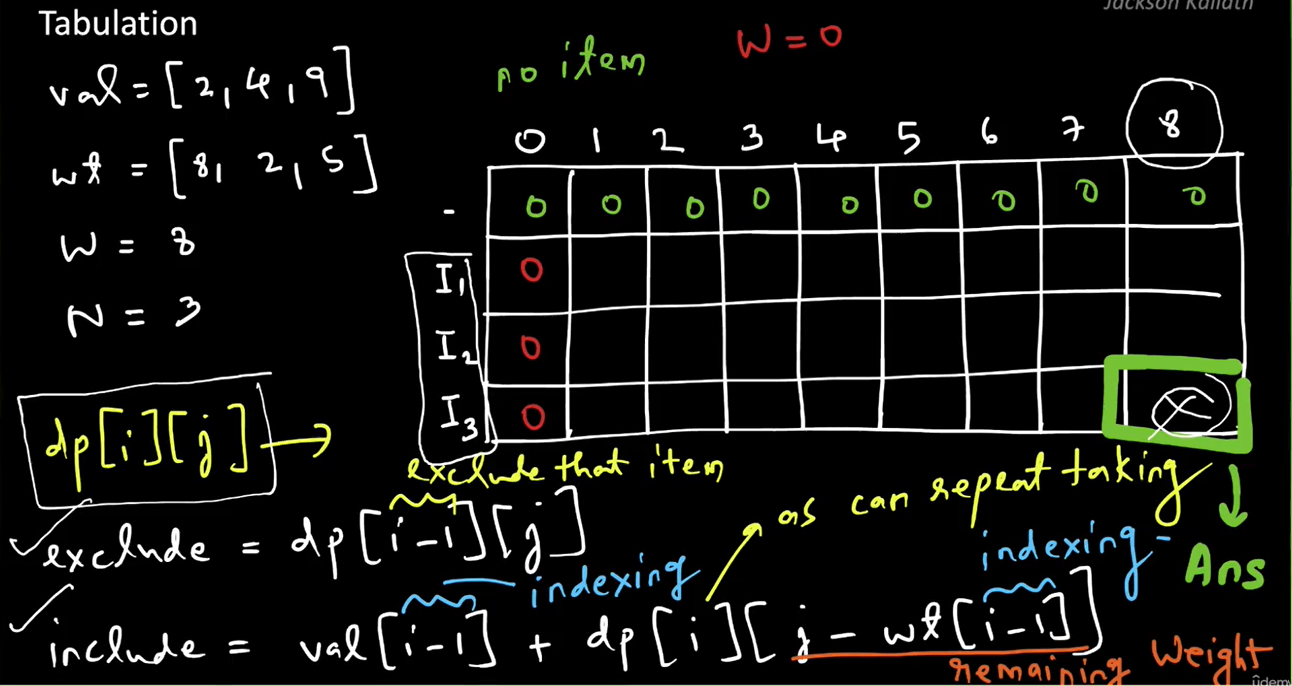 Jackson Kallath
Tabulation
val = [2, 4, 9]
wt = [8, 2, 5]
W = 8
N = 3
no item
W = 0
0 1 2 3 4 5 6 7 8
- 0 0 0 0 0 0 0 0 0
I1 0
I2 0
I3 0
dp[i][j] →
exclude that item
as can repeat taking
exclude = dp[i-1][j]
indexing
indexing
Ans
include = val[i-1] + dp[i][j - wt[i-1]]
remaining Weight
ûdemy